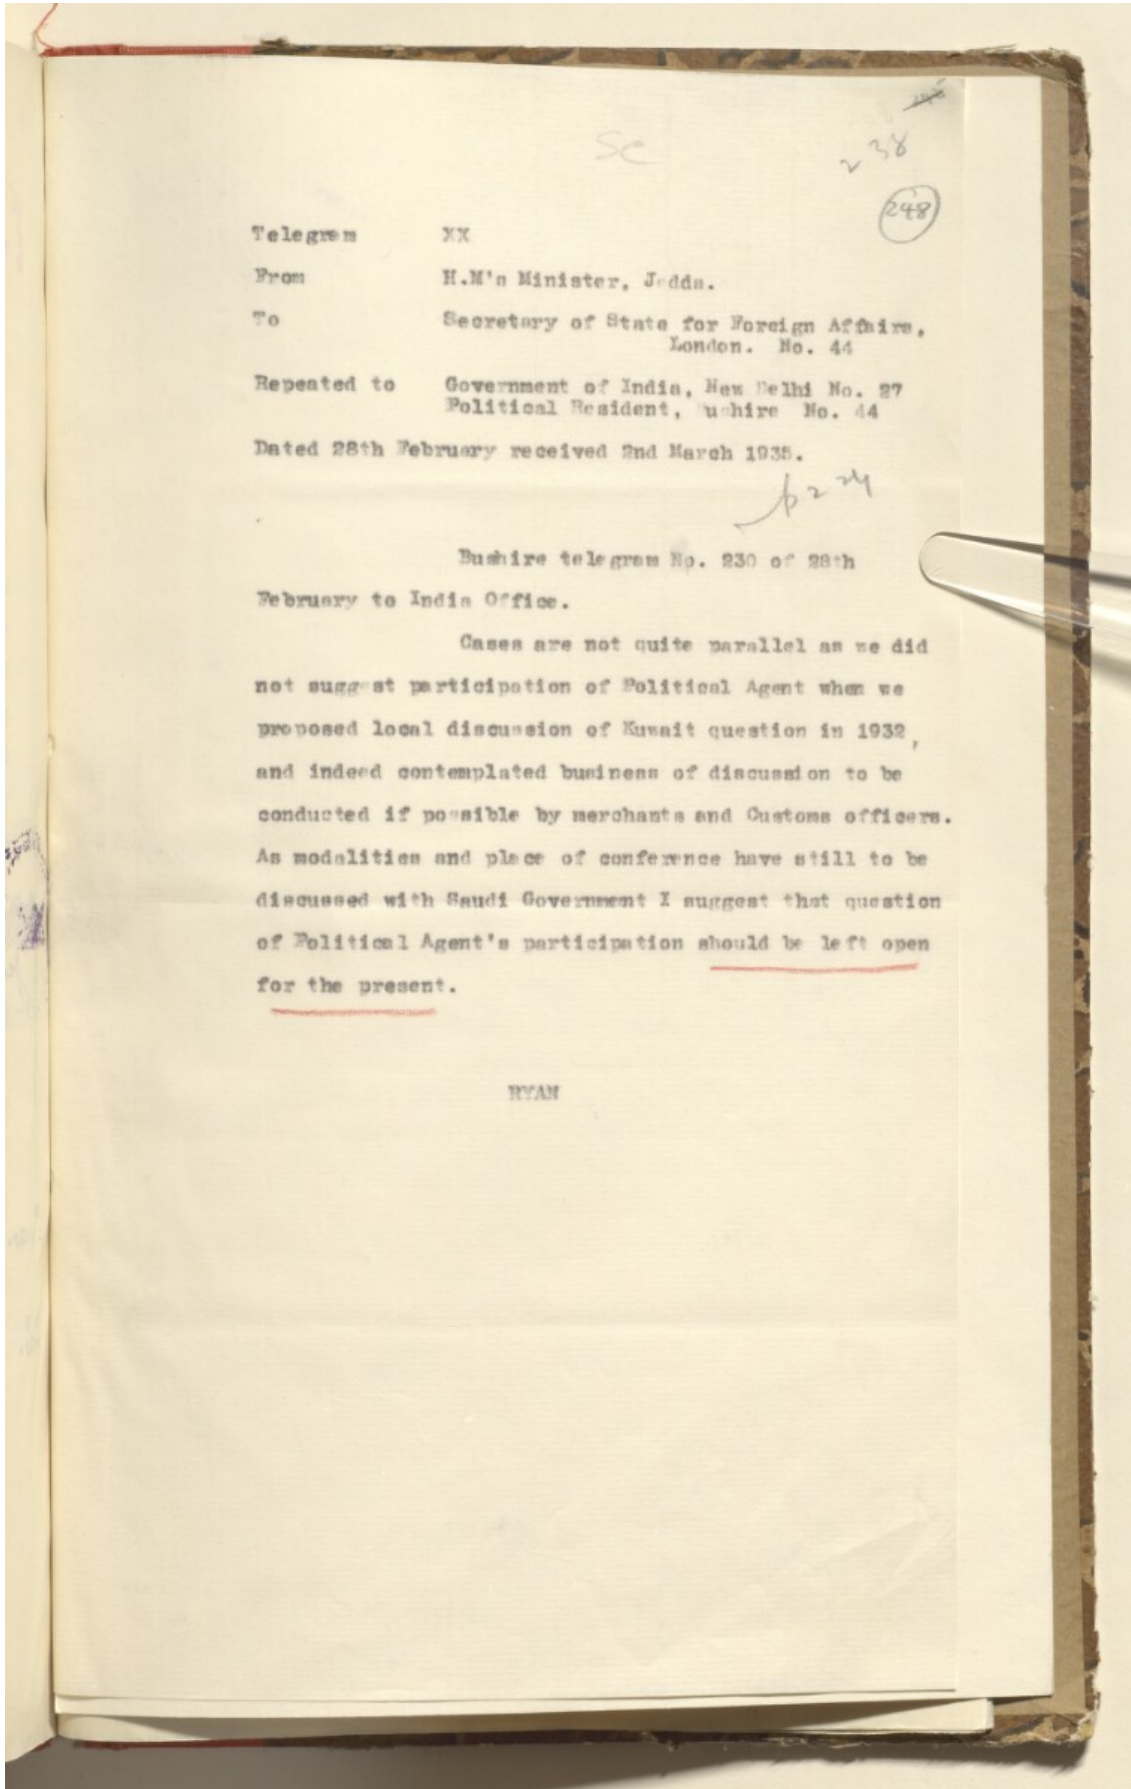 SC
238
248
Telegram XX
From H.M's Minister, Jedda.
To Secretary of State for Foreign Affairs,
London. No. 44
Repeated to Government of India, New Delhi No. 27
Political Resident, Bushire No. 44
Dated 28th February received 2nd March 1935.
p 224
Bushire telegram No. 230 of 28th
February to India Office.
Cases are not quite parallel as we did
not suggest participation of Political Agent when we
proposed local discussion of Kuwait question in 1932,
and indeed contemplated business of discussion to be
conducted if possible by merchants and Customs officers.
As modalities and place of conference have still to be
discussed with Saudi Government I suggest that question
of Political Agent's participation should be left open
for the present.
RYAN